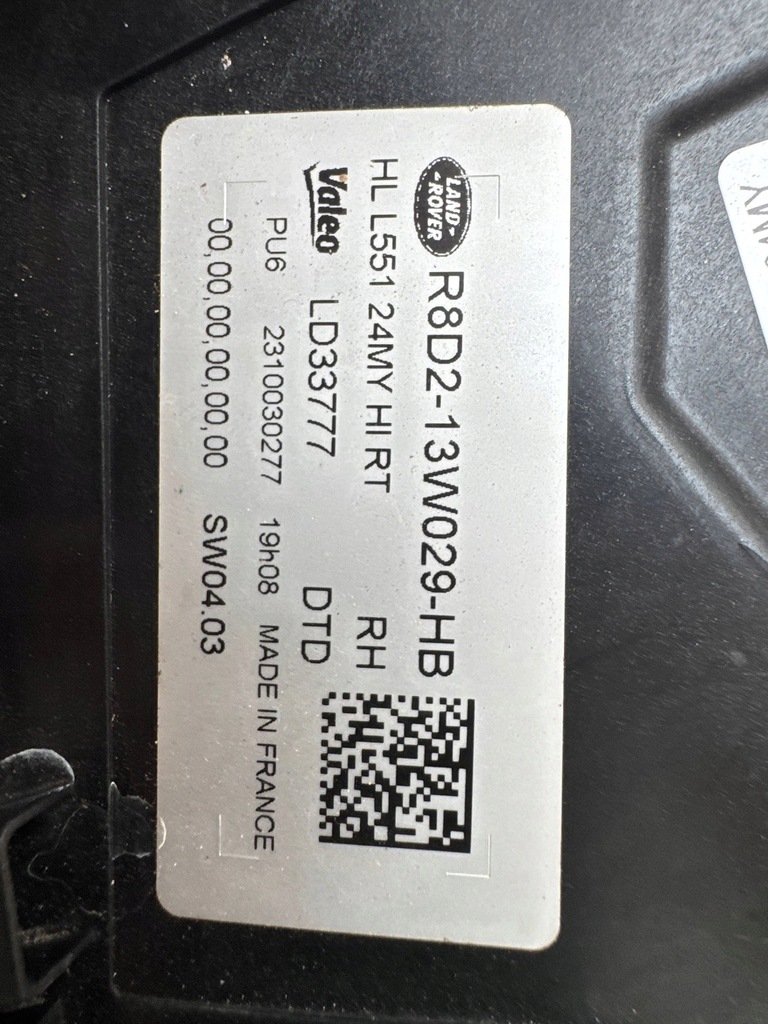 LAND-
-ROVER
R8D2-13W029-HB
HL L551 24MY HI RT RH
Valeo LD33777 DTD
PU6 2310030277 19h08 MADE IN FRANCE
00,00,00,00,00,00 SW04.03